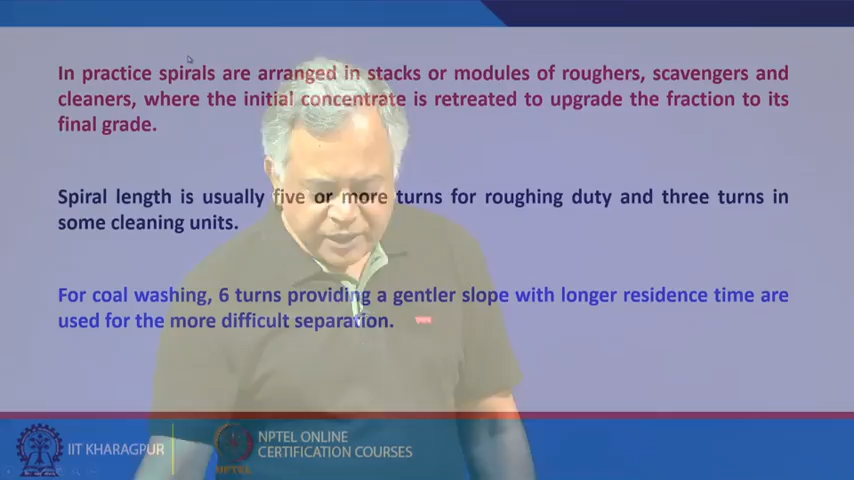 In practice spirals are arranged in stacks or modules of roughers, scavengers and
cleaners, where the initial concentrate is retreated to upgrade the fraction to its
final grade.
Spiral length is usually five or more turns for roughing duty and three turns in
some cleaning units.
For coal washing, 6 turns providing a gentler slope with longer residence time are
used for the more difficult separation.
IIT KHARAGPUR
NPTEL
NPTEL ONLINE
CERTIFICATION COURSES